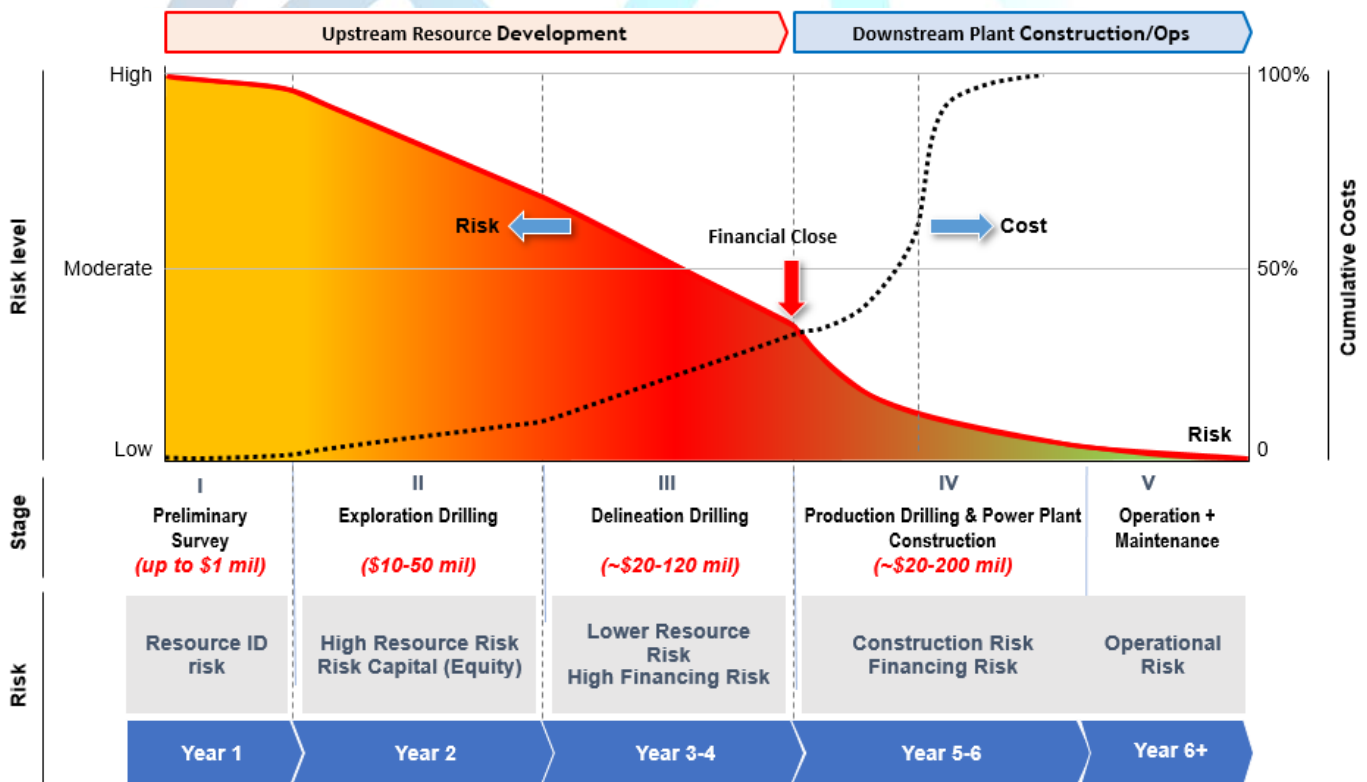 Upstream Resource Development
Downstream Plant Construction/Ops
High
100%
Risk level
Cumulative Costs
Risk
Cost
Financial Close
Moderate
50%
Low
Risk
0
Stage
I
II
III
IV
V
Preliminary
Survey
(up to $1 mil)
Exploration Drilling
($10-50 mil)
Delineation Drilling
(~$20-120 mil)
Production Drilling & Power Plant
Construction
(~$20-200 mil)
Operation +
Maintenance
Risk
Resource ID
risk
High Resource Risk
Risk Capital (Equity)
Lower Resource
Risk
High Financing Risk
Construction Risk
Financing Risk
Operational
Risk
Year 1
Year 2
Year 3-4
Year 5-6
Year 6+